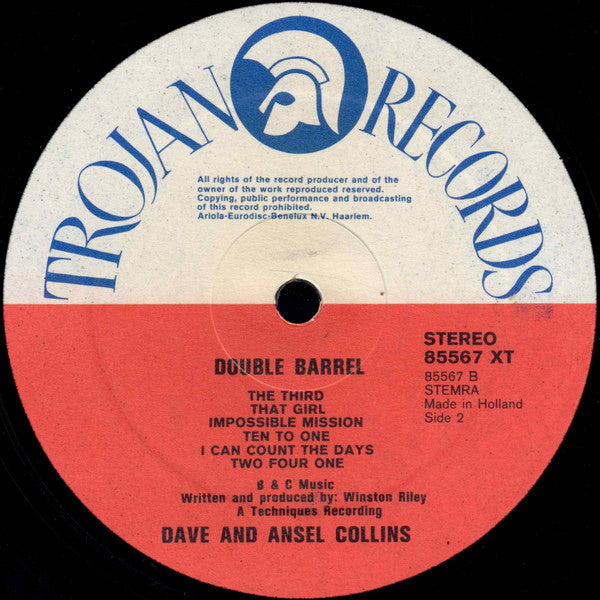 TROJAN RECORDS
All rights of the record producer and of the
owner of the work reproduced reserved.
Copying, public performance and broadcasting
of this record prohibited.
Ariola-Eurodisc-Benelux N.V. Haarlem.
STEREO
85567 XT
85567 B
STEMRA
Made in Holland
Side 2
DOUBLE BARREL
THE THIRD
THAT GIRL
IMPOSSIBLE MISSION
TEN TO ONE
I CAN COUNT THE DAYS
TWO FOUR ONE
B & C Music
Written and produced by: Winston Riley
A Techniques Recording
DAVE AND ANSEL COLLINS